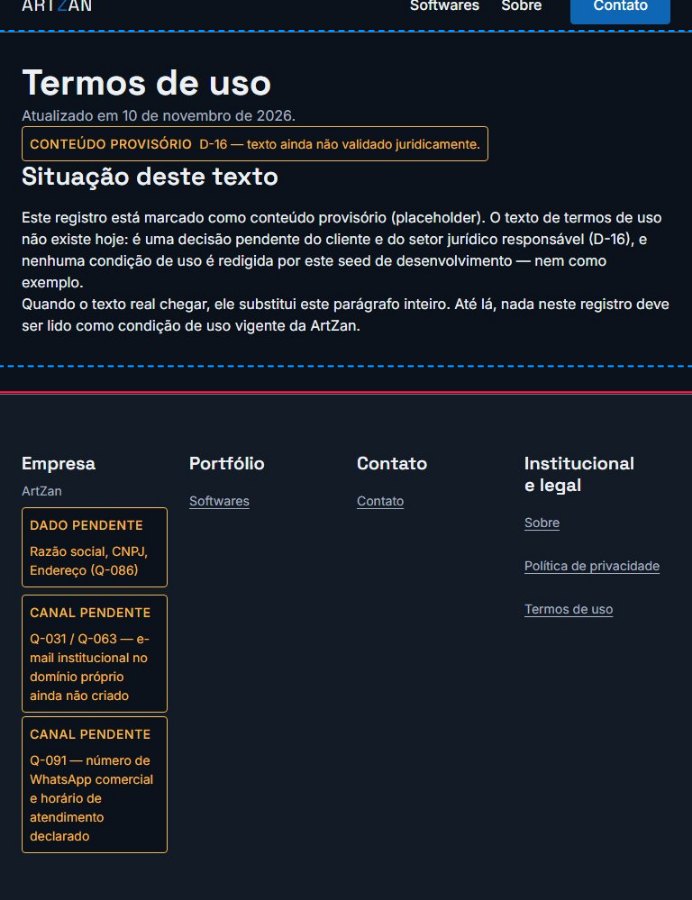 ARTZAN
Softwares
Sobre
Contato
Termos de uso
Atualizado em 10 de novembro de 2026.
CONTEÚDO PROVISÓRIO D-16 — texto ainda não validado juridicamente.
Situação deste texto
Este registro está marcado como conteúdo provisório (placeholder). O texto de termos de uso
não existe hoje: é uma decisão pendente do cliente e do setor jurídico responsável (D-16), e
nenhuma condição de uso é redigida por este seed de desenvolvimento — nem como
exemplo.
Quando o texto real chegar, ele substitui este parágrafo inteiro. Até lá, nada neste registro deve
ser lido como condição de uso vigente da ArtZan.
Empresa
ArtZan
DADO PENDENTE
Razão social, CNPJ,
Endereço (Q-086)
CANAL PENDENTE
Q-031 / Q-063 — e-
mail institucional no
domínio próprio
ainda não criado
CANAL PENDENTE
Q-091 — número de
WhatsApp comercial
e horário de
atendimento
declarado
Portfólio
Softwares
Contato
Contato
Institucional
e legal
Sobre
Política de privacidade
Termos de uso